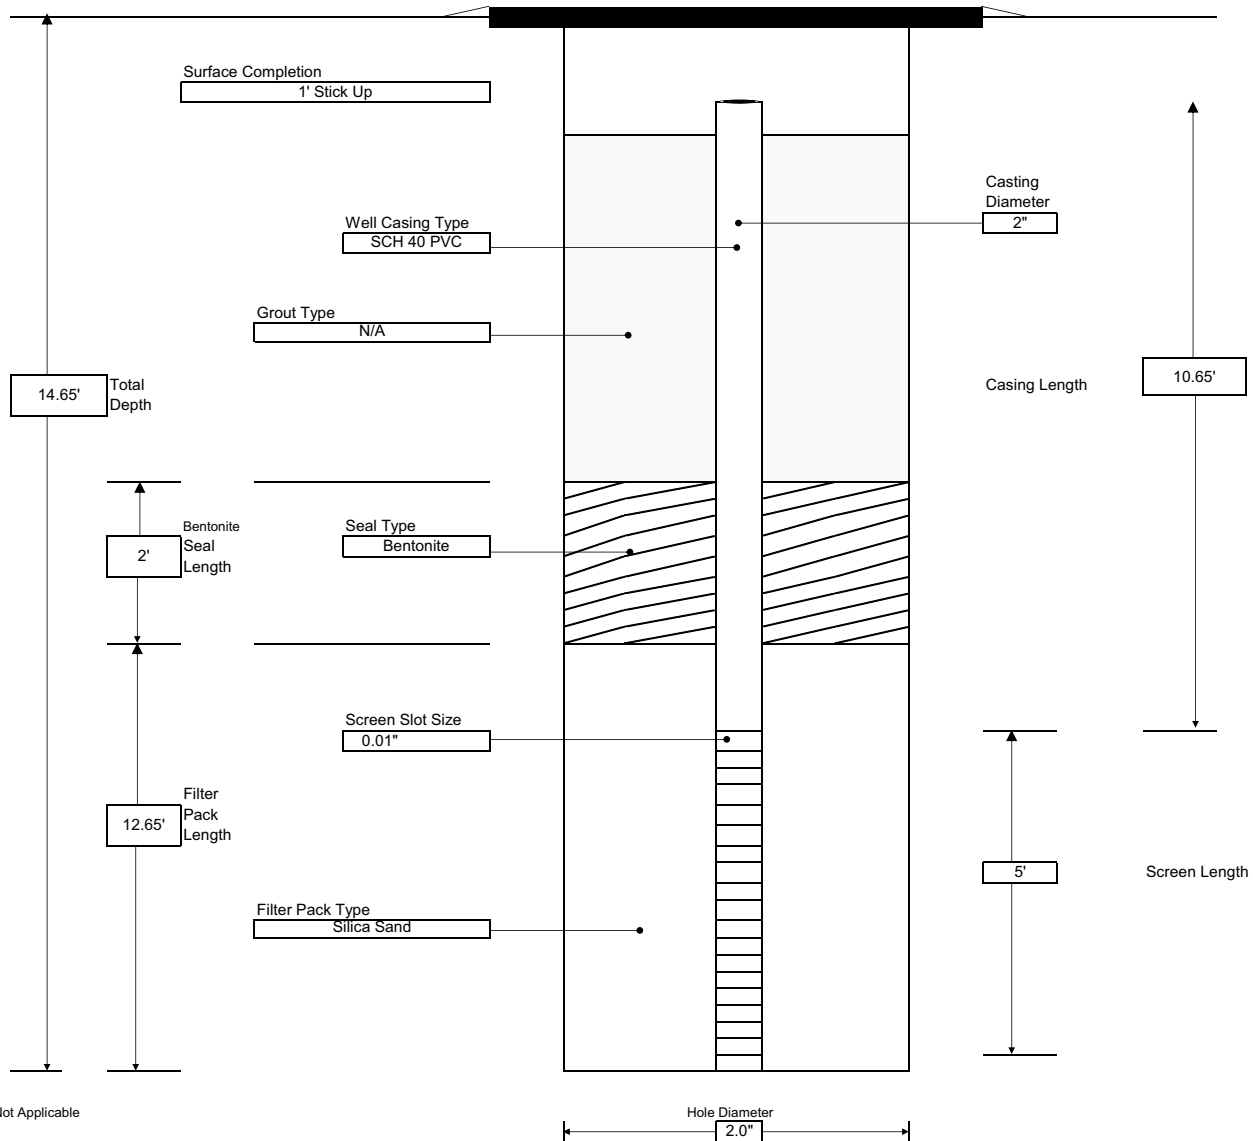 Surface Completion
1' Stick Up
Casting
Diameter
2"
Well Casing Type
SCH 40 PVC
Grout Type
N/A
14.65'
Total
Depth
Casing Length
10.65'
Bentonite
Seal
Length
2'
Seal Type
Bentonite
Screen Slot Size
0.01"
Filter
Pack
Length
12.65'
5'
Screen Length
Filter Pack Type
Silica Sand
Not Applicable
Hole Diameter
2.0"